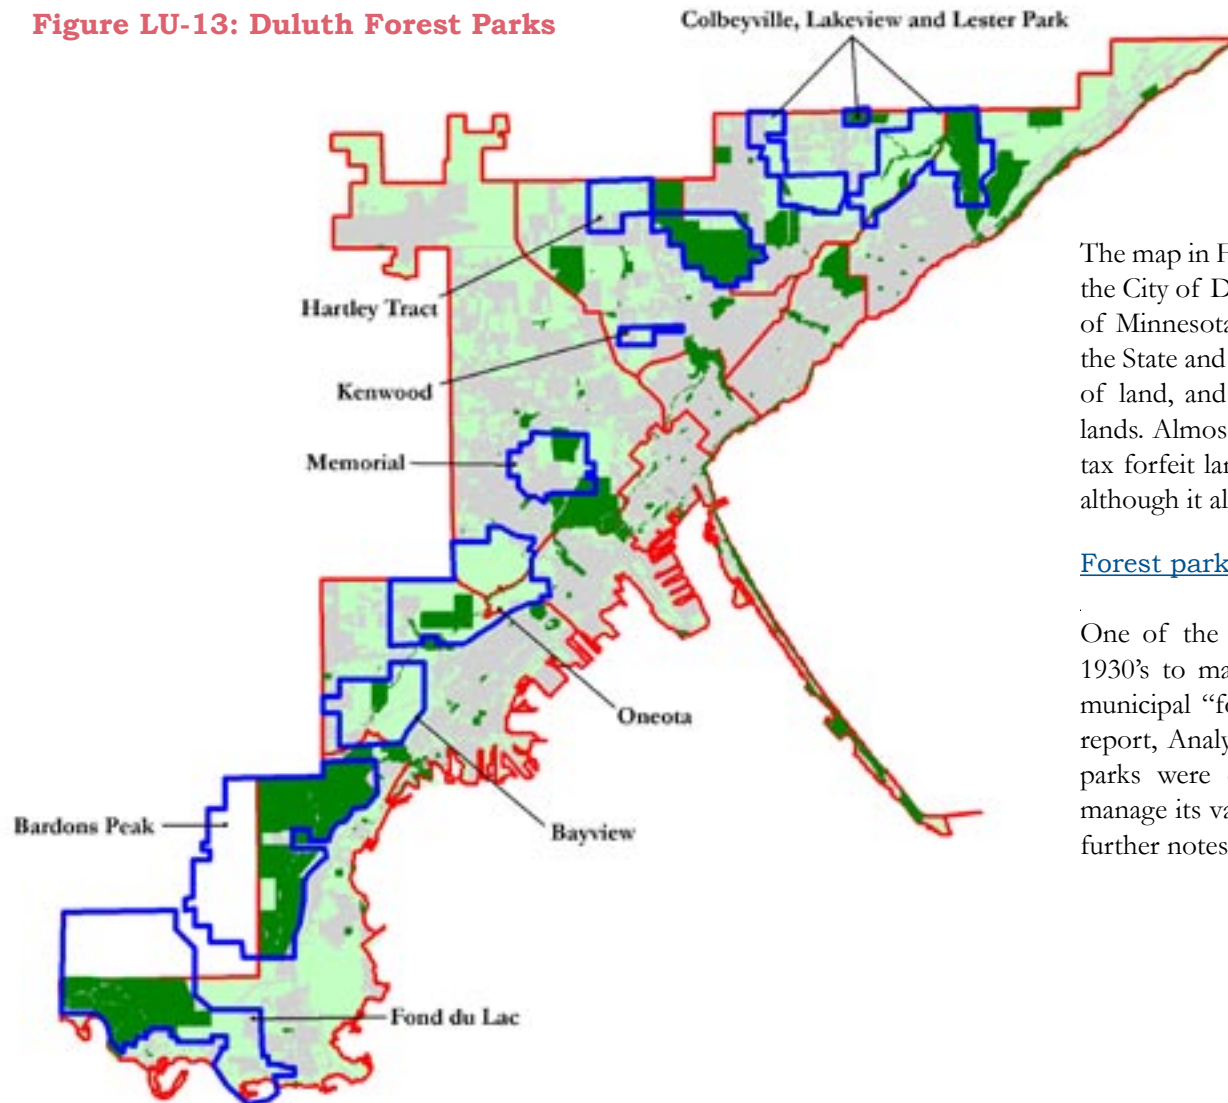 Figure LU-13: Duluth Forest Parks
Colbeyville, Lakeview and Lester Park
Hartley Tract
Kenwood
Memorial
Oneota
Bayview
Bardons Peak
Fond du Lac
The map in F
the City of D
of Minnesota
the State and
of land, and
lands. Almos
tax forfeit lan
although it al
Forest park
One of the
1930’s to ma
municipal “fo
report, Analy
parks were
manage its va
further notes